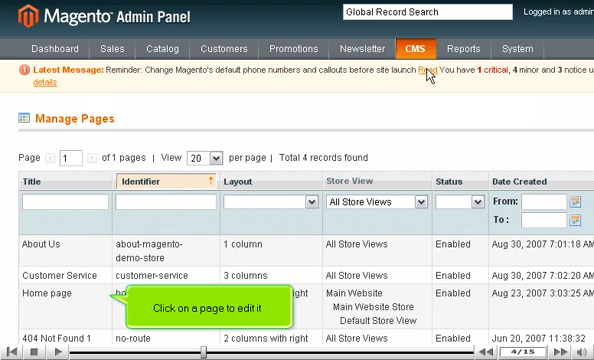 Magento™ Admin Panel
Global Record Search
Logged in as admin
Dashboard Sales Catalog Customers Promotions Newsletter CMS Reports System
Latest Message: Reminder: Change Magento's default phone numbers and callouts before site launch Read You have 1 critical, 4 minor and 3 notice
details
Manage Pages
Page 1 of 1 pages | View 20 per page | Total 4 records found
Title Identifier Layout Store View Status Date Created
All Store Views From:
To :
About Us about-magento-demo-store 1 column All Store Views Enabled Aug 30, 2007 7:01:18 AM
Customer Service customer-service 3 columns All Store Views Enabled Aug 30, 2007 7:02:20 AM
Home page right Main Website Enabled Aug 23, 2007 3:03:25 AM
Main Website Store
Default Store View
Click on a page to edit it
404 Not Found 1 no-route 2 columns with right All Store Views Enabled Jun 20, 2007 11:38:32
4/15